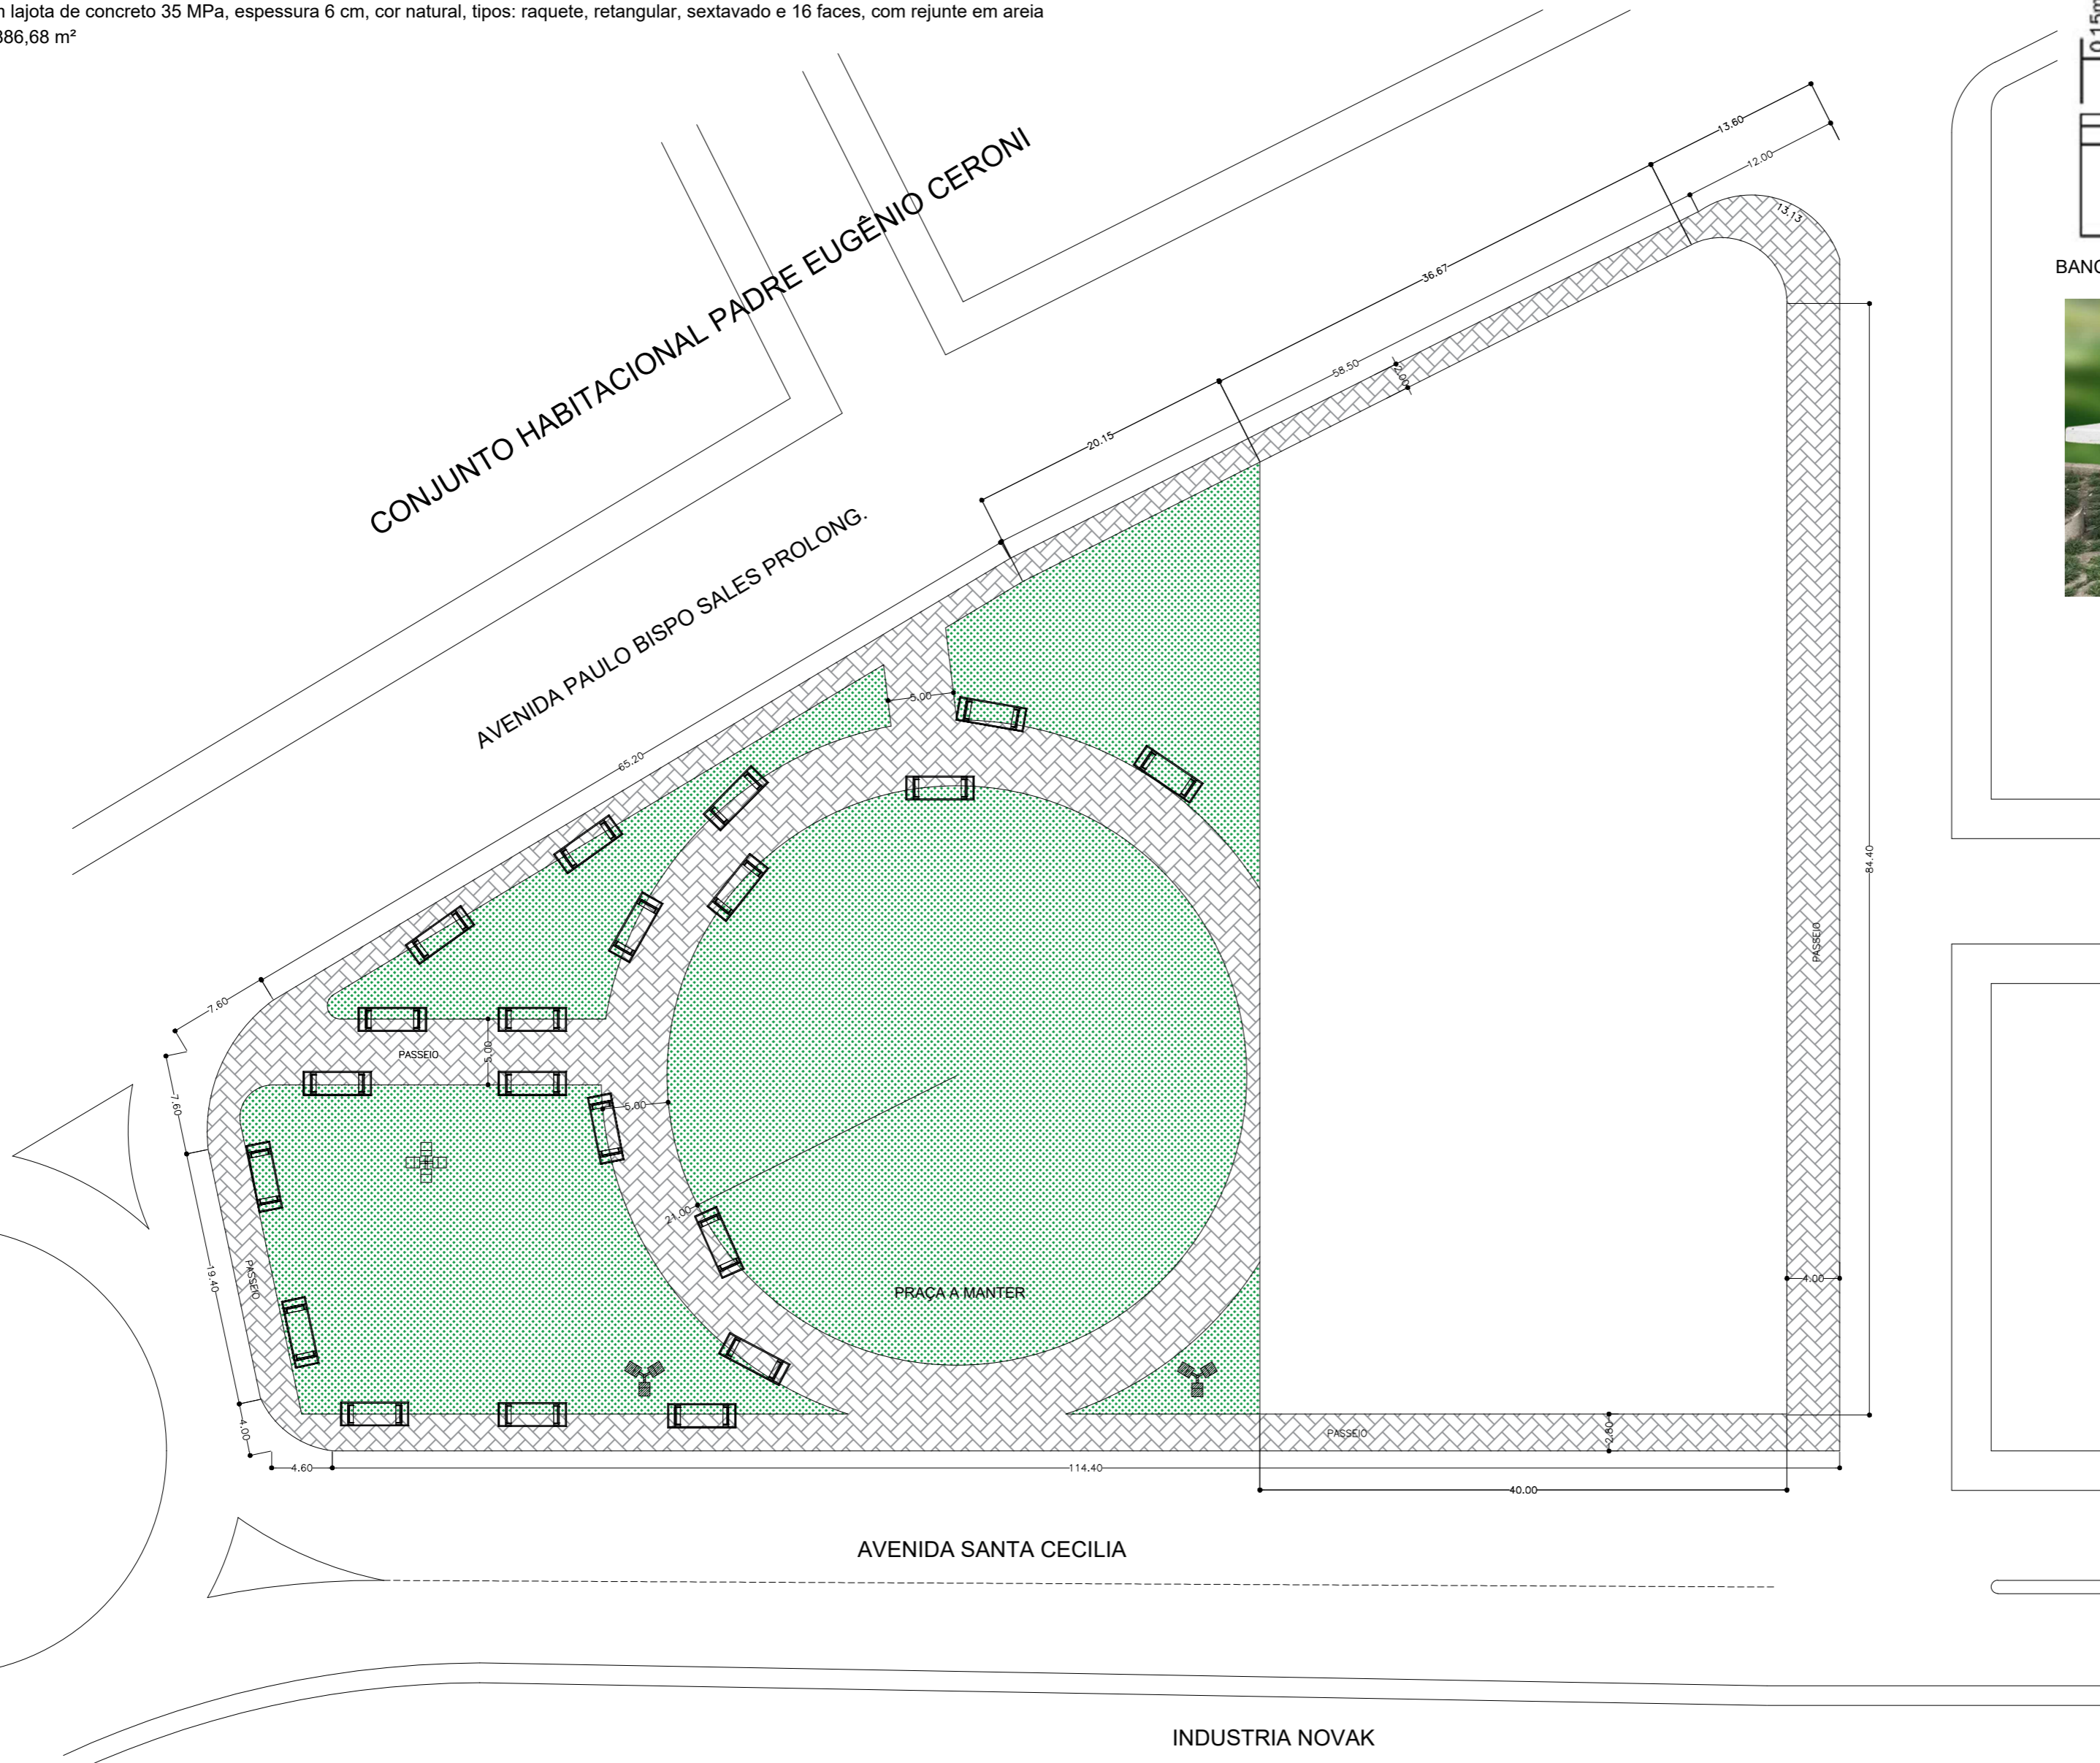 lajota de concreto 35 MPa, espessura 6 cm, cor natural, tipos: raquete, retangular, sextavado e 16 faces, com rejunte em areia
886,68 m²
0.15m
BANC
CONJUNTO HABITACIONAL PADRE EUGÊNIO CERONI
AVENIDA PAULO BISPO SALES PROLONG.
13.60
12.00
13.13
36.67
58.50
2.00
20.15
5.00
65.20
7.60
7.60
PASSEIO
5.00
5.00
21.00
PRAÇA A MANTER
PASSEIO
19.40
4.00
4.60
114.40
40.00
PASSEIO
2.80
4.00
PASSEIO
84.40
AVENIDA SANTA CECILIA
INDUSTRIA NOVAK